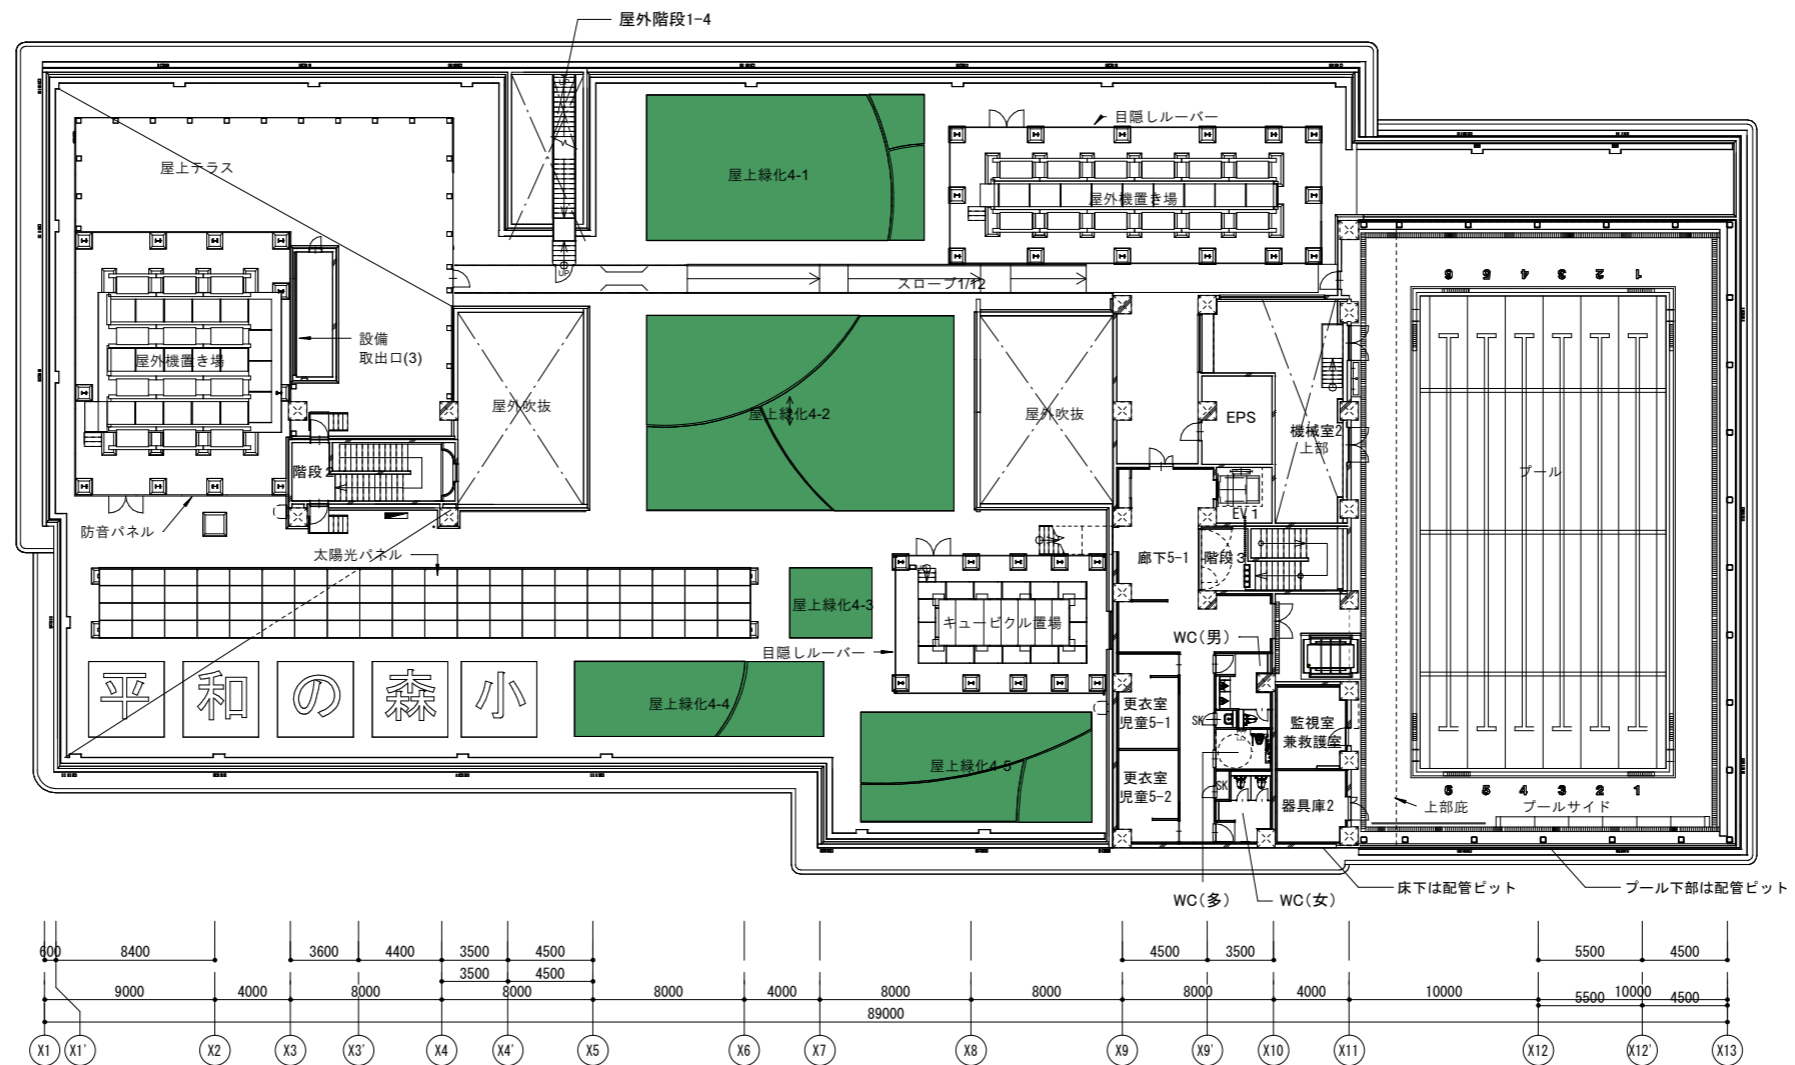 屋外階段1-4
目隠しルーバー
屋上テラス
屋上緑化4-1
屋外機置き場
UP
UP
スロープ1/12
6 5 4 3 2 1
設備
取出口(3)
屋外機置き場
屋外吹抜
屋上緑化4-2
屋外吹抜
EPS
機械室2
上部
プール
階段2
EV1
防音パネル
太陽光パネル
廊下5-1
階段3
屋上緑化4-3
キュービクル置場
WC(男)
目隠しルーバー
平和の森小
屋上緑化4-4
更衣室
児童5-1
SK
監視室
兼救護室
屋上緑化4-5
更衣室
児童5-2
SK
器具庫2
6 5 4 3 2 1
上部庇
プールサイド
床下は配管ピット
プール下部は配管ピット
WC(多)
WC(女)
600 8400 3600 4400 3500 4500 4500 3500 5500 4500
3500 4500
9000 4000 8000 8000 8000 4000 8000 8000 8000 4000 10000 10000
5500 4500
89000
X1 X1' X2 X3 X3' X4 X4' X5 X6 X7 X8 X9 X9' X10 X11 X12 X12' X13